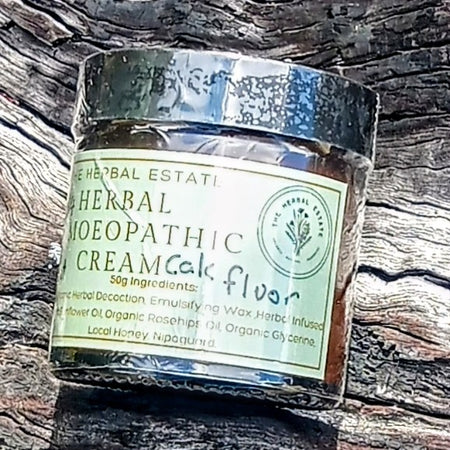 THE HERBAL ESTATE
HERBAL
MOEOPATHIC
CREAM Calc fluor
50g Ingredients:
Herbal Decoction, Emulsifying Wax, Herbal Infused
Sunflower Oil, Organic Rosehips Oil, Organic Glycerine,
Local Honey, Nipaguard.
THE HERBAL ESTATE